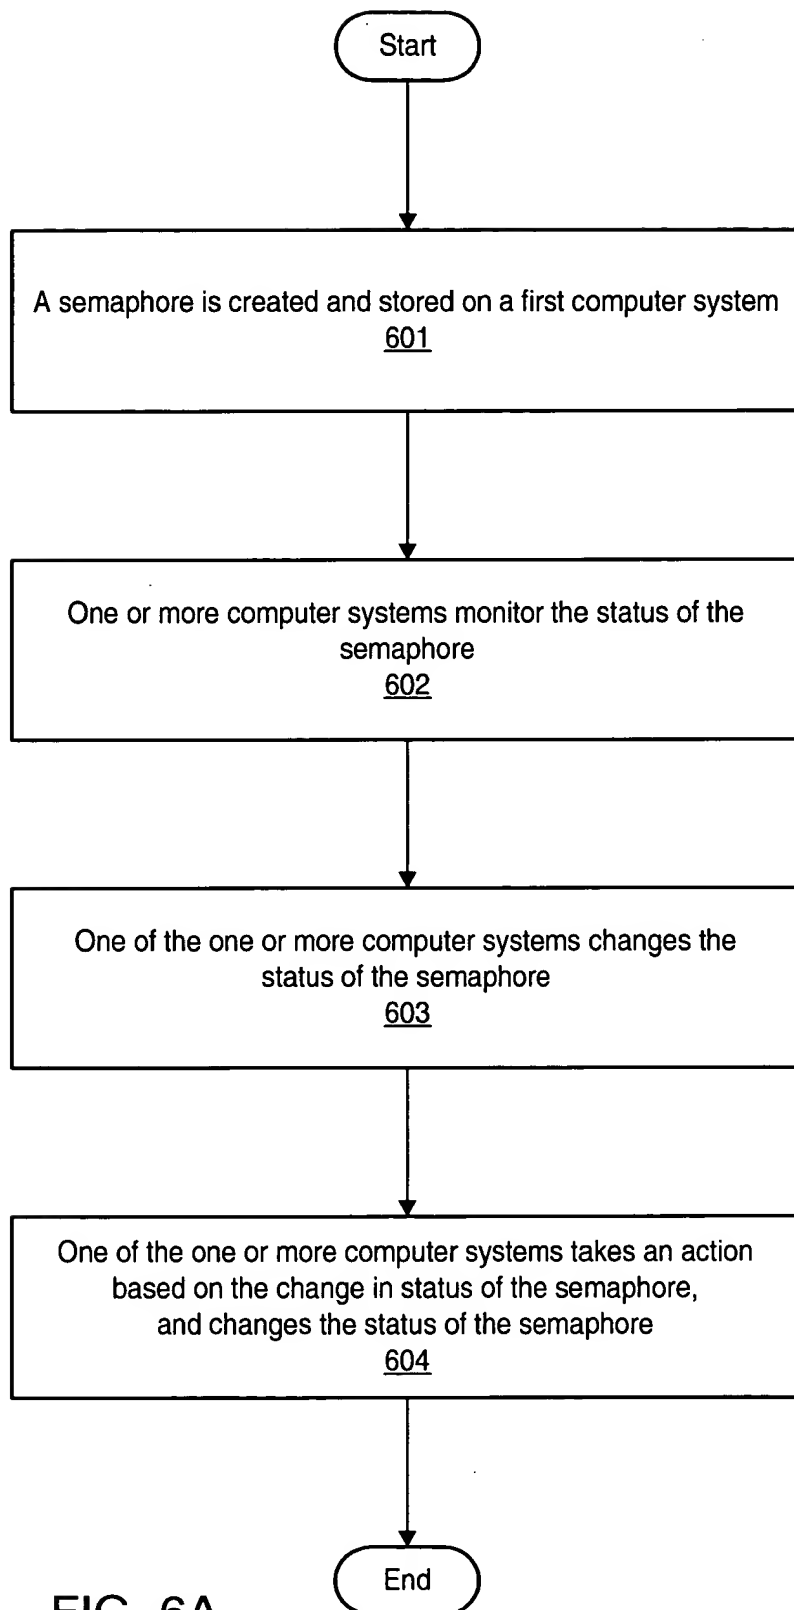 Start
A semaphore is created and stored on a first computer system
601
One or more computer systems monitor the status of the
semaphore
602
One of the one or more computer systems changes the
status of the semaphore
603
One of the one or more computer systems takes an action
based on the change in status of the semaphore,
and changes the status of the semaphore
604
End
FIG. 6A